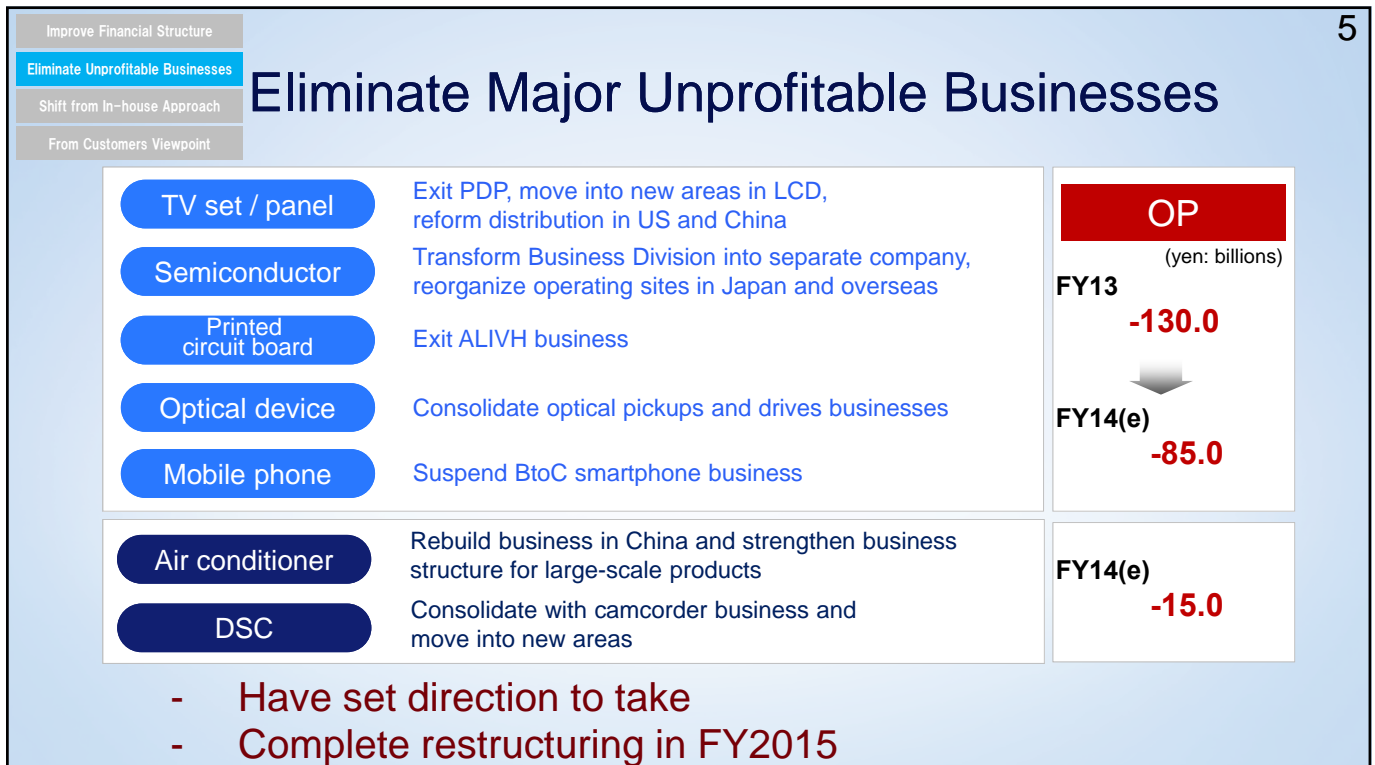 5
Improve Financial Structure
Eliminate Unprofitable Businesses
Shift from In-house Approach
From Customers Viewpoint
Eliminate Major Unprofitable Businesses
TV set / panel
Exit PDP, move into new areas in LCD,
reform distribution in US and China
Semiconductor
Transform Business Division into separate company,
reorganize operating sites in Japan and overseas
Printed
circuit board
Exit ALIVH business
Optical device
Consolidate optical pickups and drives businesses
Mobile phone
Suspend BtoC smartphone business
OP
(yen: billions)
FY13
-130.0
FY14(e)
-85.0
Air conditioner
Rebuild business in China and strengthen business
structure for large-scale products
DSC
Consolidate with camcorder business and
move into new areas
FY14(e)
-15.0
- Have set direction to take
- Complete restructuring in FY2015